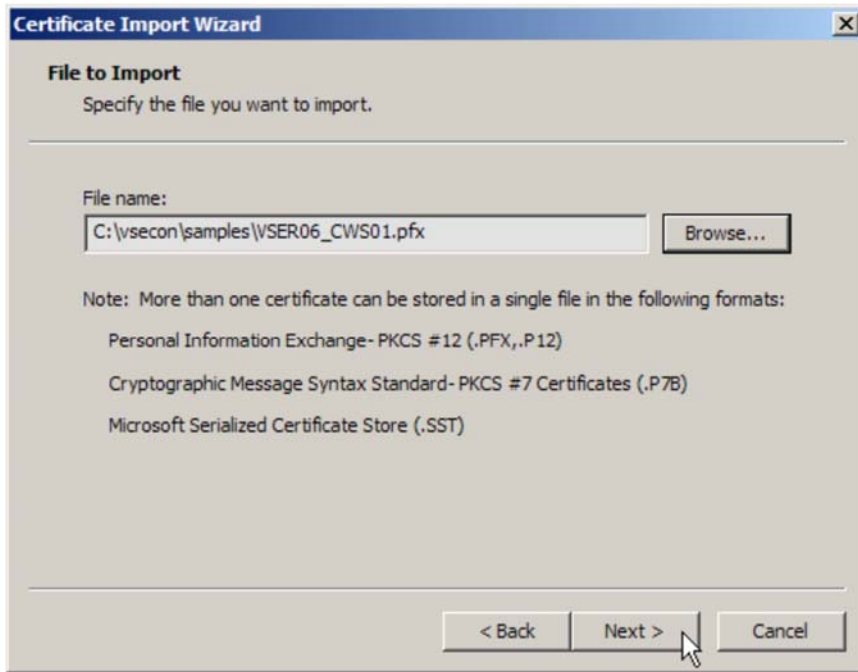 Certificate Import Wizard
File to Import
Specify the file you want to import.
File name:
C:\vsecon\samples\VSER06_CWS01.pfx
Browse...
Note: More than one certificate can be stored in a single file in the following formats:
Personal Information Exchange- PKCS #12 (.PFX,.P12)
Cryptographic Message Syntax Standard- PKCS #7 Certificates (.P7B)
Microsoft Serialized Certificate Store (.SST)
< Back
Next >
Cancel